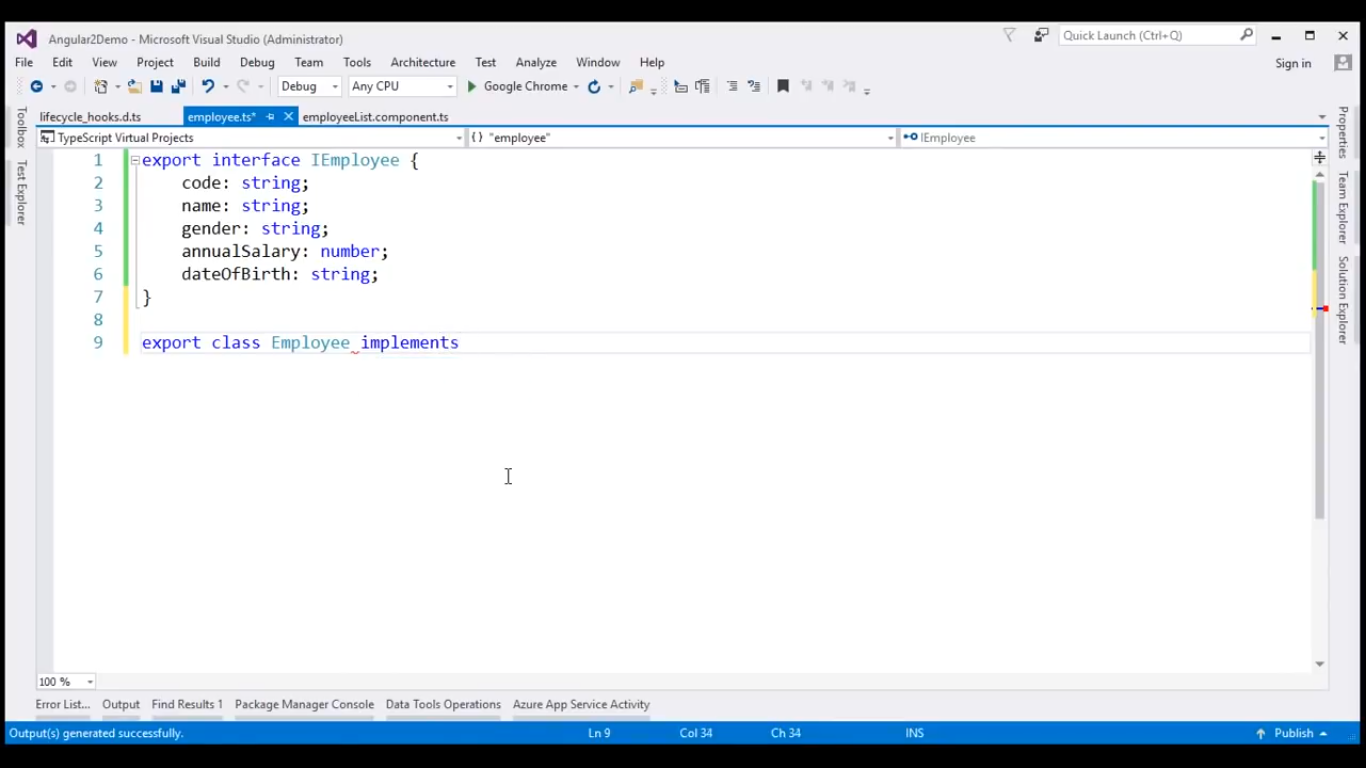 Angular2Demo - Microsoft Visual Studio (Administrator)
Quick Launch (Ctrl+Q)
File Edit View Project Build Debug Team Tools Architecture Test Analyze Window Help
Sign in
Debug Any CPU Google Chrome
lifecycle_hooks.d.ts employee.ts* employeeList.component.ts
TypeScript Virtual Projects {} "employee" IEmployee
Toolbox
Test Explorer
1 export interface IEmployee {
2 code: string;
3 name: string;
4 gender: string;
5 annualSalary: number;
6 dateOfBirth: string;
7 }
8
9 export class Employee implements
Properties
Team Explorer
Solution Explorer
100 %
Error List... Output Find Results 1 Package Manager Console Data Tools Operations Azure App Service Activity
Output(s) generated successfully. Ln 9 Col 34 Ch 34 INS Publish